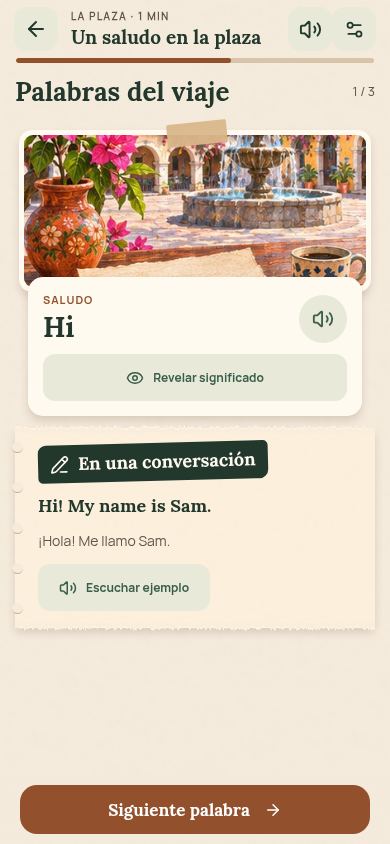 LA PLAZA · 1 MIN
Un saludo en la plaza
Palabras del viaje
1 / 3
SALUDO
Hi
Revelar significado
En una conversación
Hi! My name is Sam.
¡Hola! Me llamo Sam.
Escuchar ejemplo
Siguiente palabra